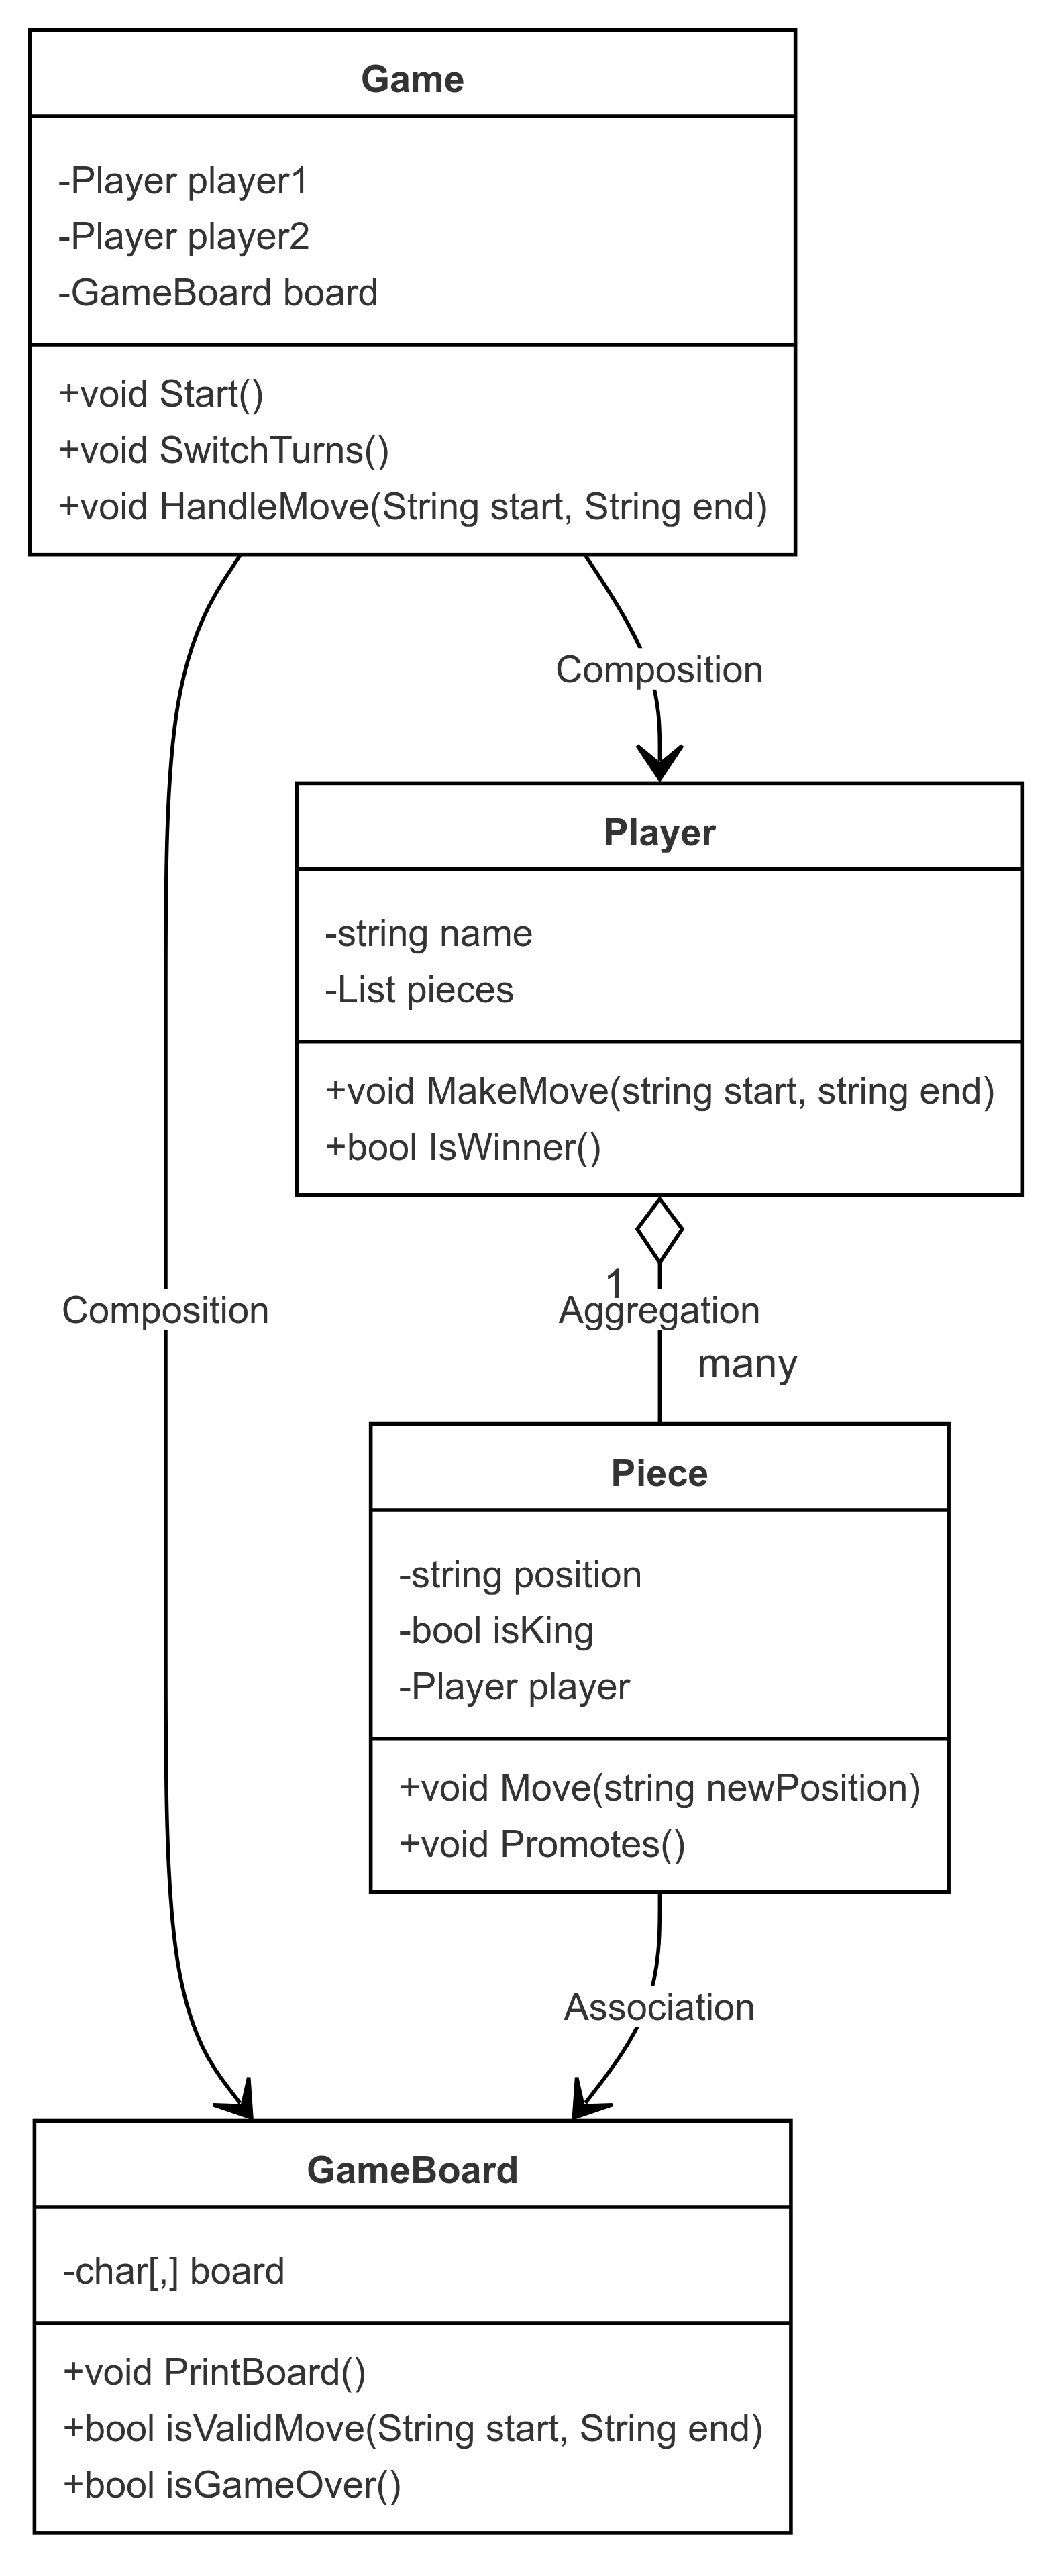 Game
-Player player1
-Player player2
-GameBoard board
+void Start()
+void SwitchTurns()
+void HandleMove(String start, String end)
Composition
Player
-string name
-List pieces
+void MakeMove(string start, string end)
+bool IsWinner()
1
Composition
Aggregation
many
Piece
-string position
-bool isKing
-Player player
+void Move(string newPosition)
+void Promotes()
Association
GameBoard
-char[,] board
+void PrintBoard()
+bool isValidMove(String start, String end)
+bool isGameOver()